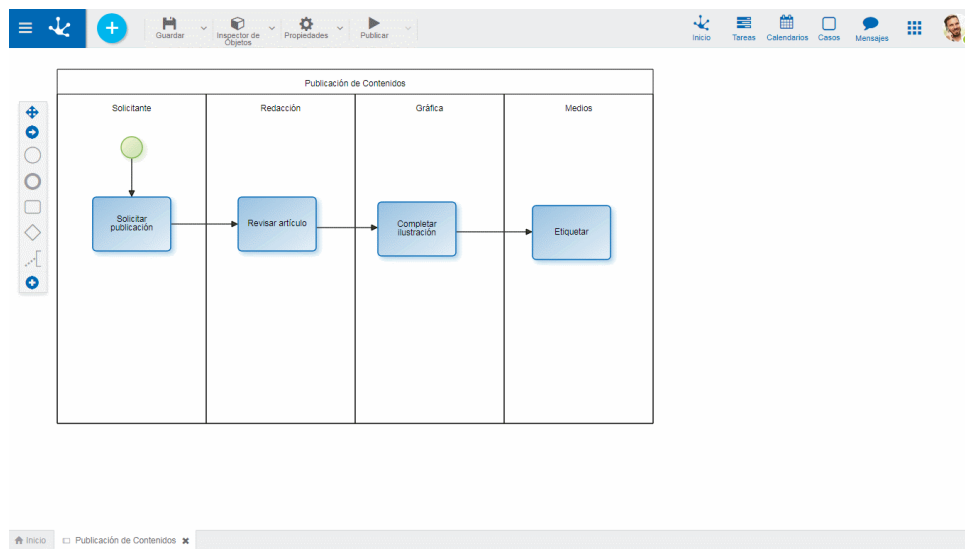 Guardar
Inspector de
Objetos
Propiedades
Publicar
Inicio
Tareas
Calendarios
Casos
Mensajes
Publicación de Contenidos
Solicitante
Redacción
Gráfica
Medios
Solicitar
publicación
Revisar artículo
Completar
ilustración
Etiquetar
Inicio
Publicación de Contenidos